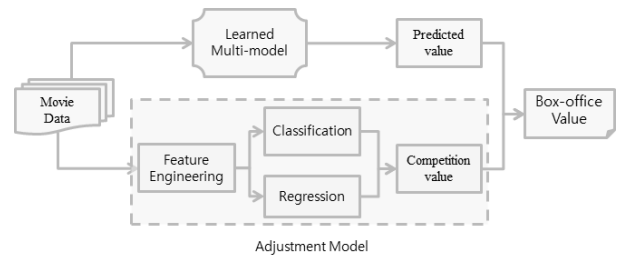 Learned
Multi-model
Predicted
value
Movie
Data
Box-office
Value
Feature
Engineering
Classification
Regression
Competition
value
Adjustment Model